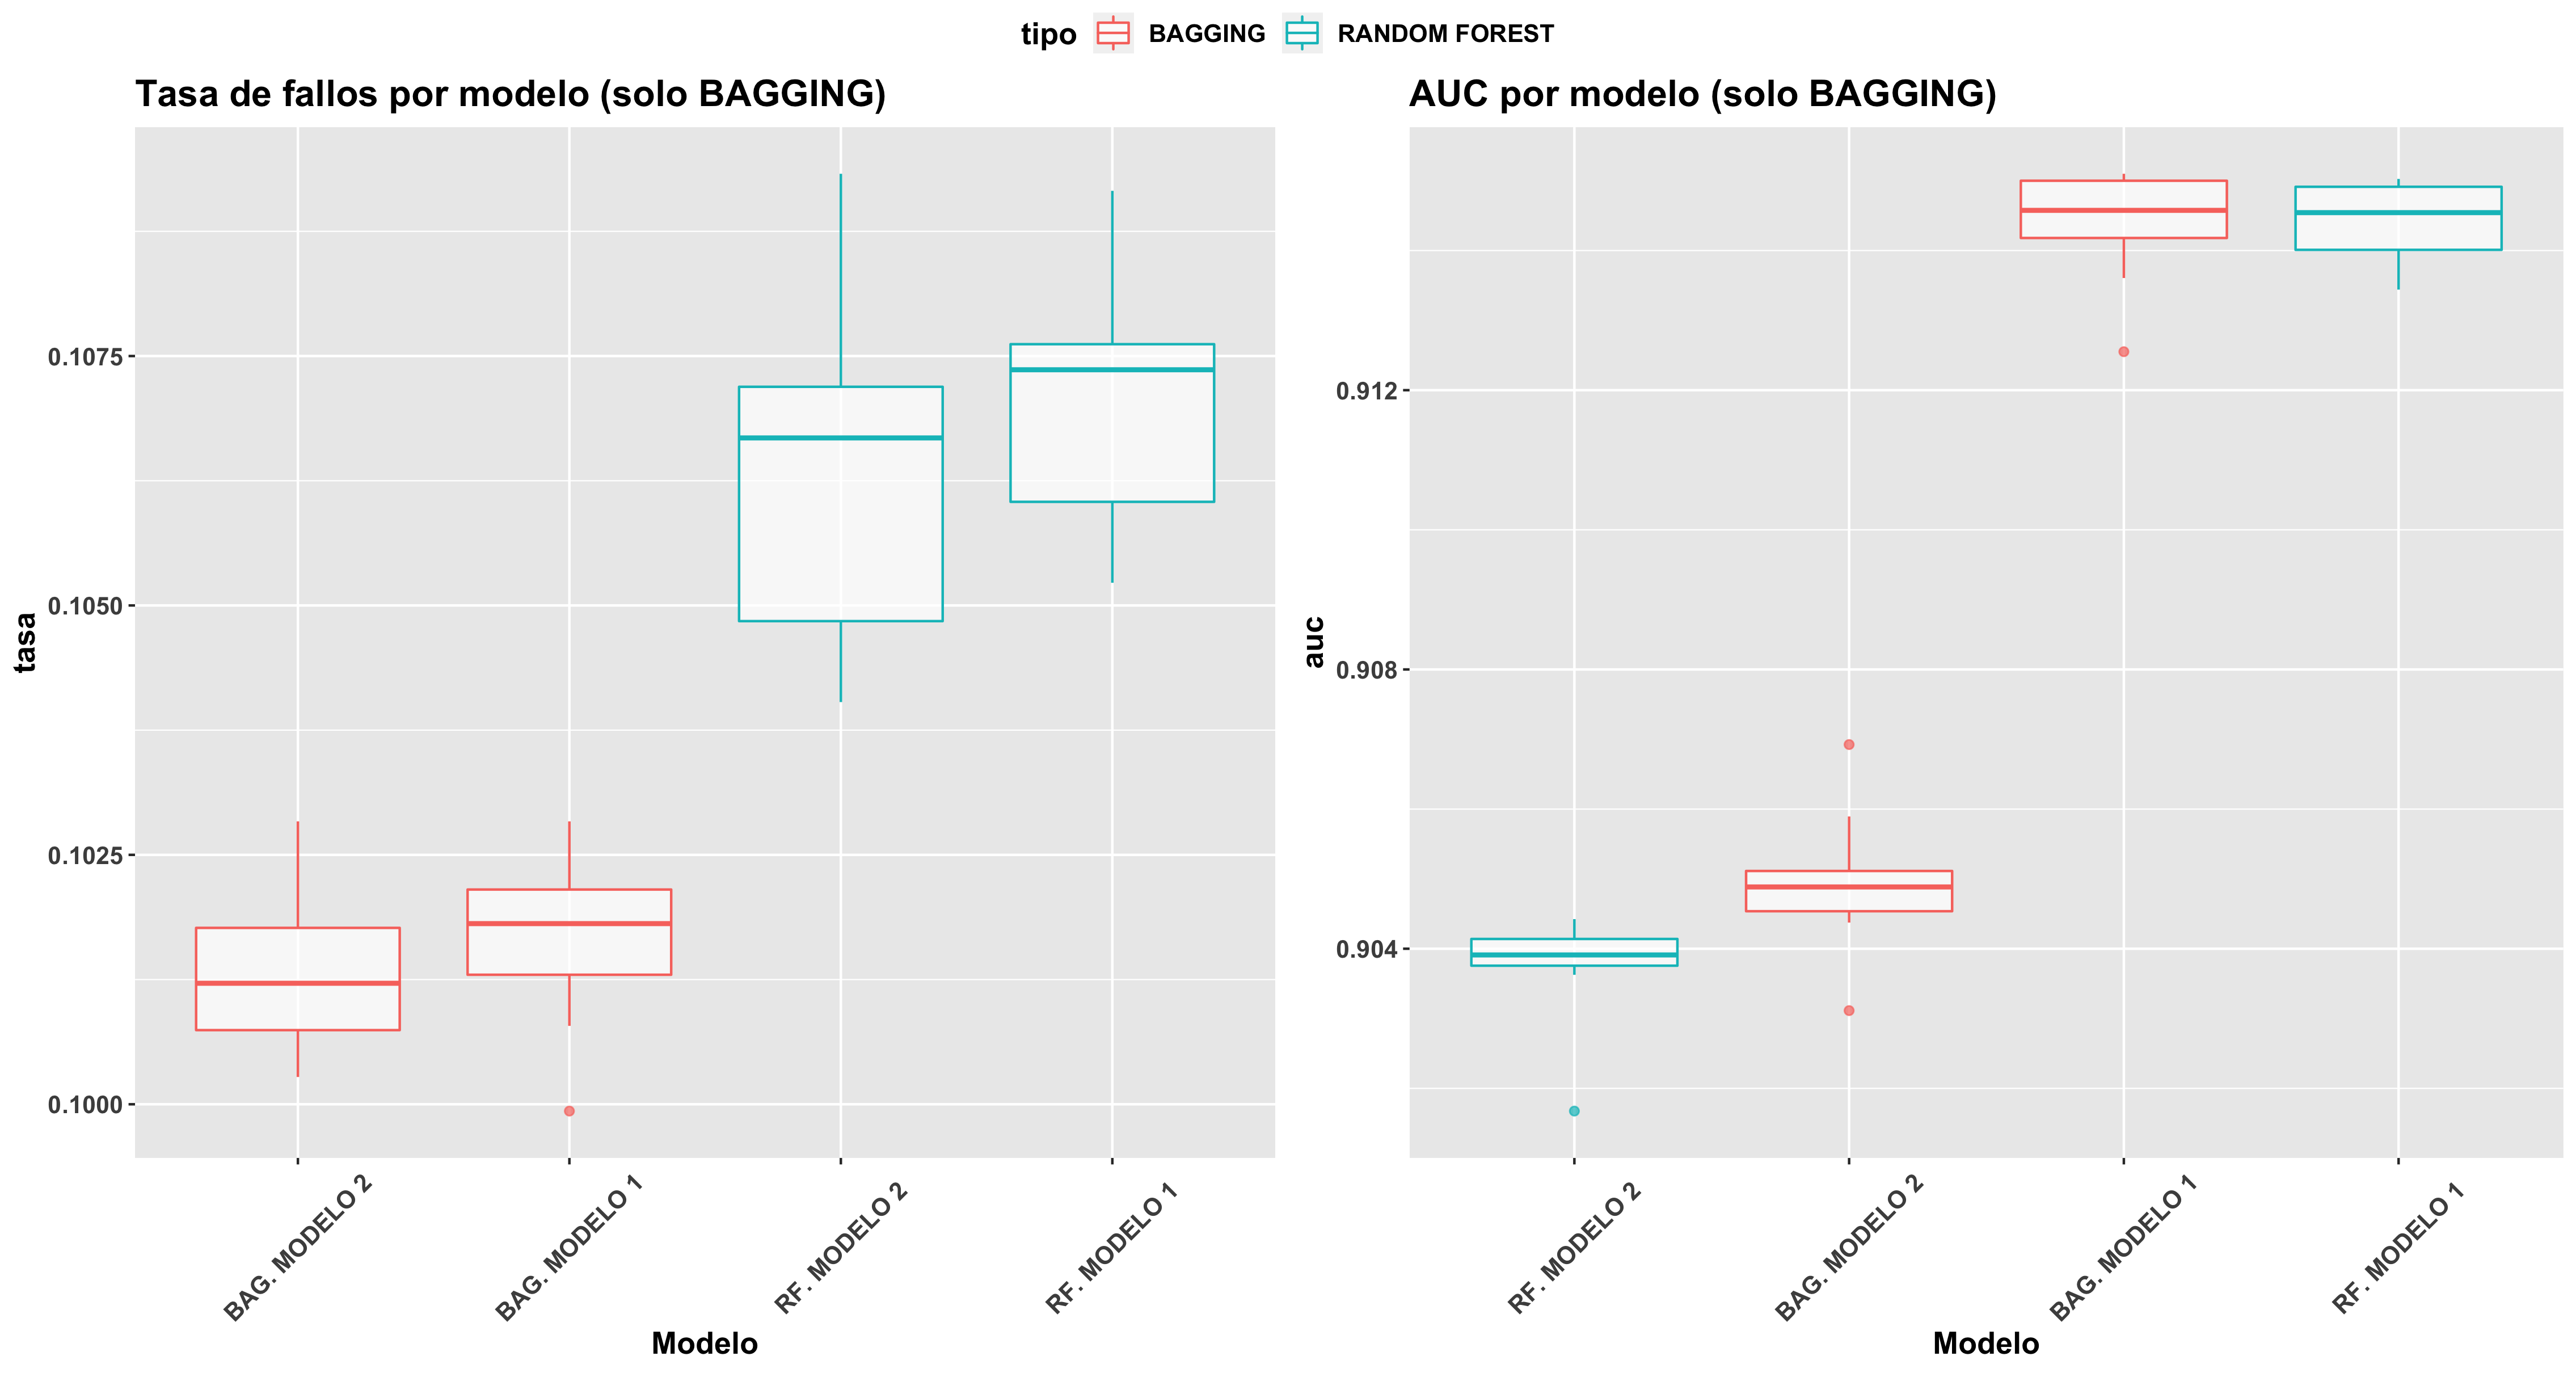 tipo BAGGING RANDOM FOREST
Tasa de fallos por modelo (solo BAGGING)
tasa
0.1075
0.1050
0.1025
0.1000
BAG. MODELO 2
BAG. MODELO 1
RF. MODELO 2
RF. MODELO 1
Modelo
AUC por modelo (solo BAGGING)
auc
0.912
0.908
0.904
RF. MODELO 2
BAG. MODELO 2
BAG. MODELO 1
RF. MODELO 1
Modelo